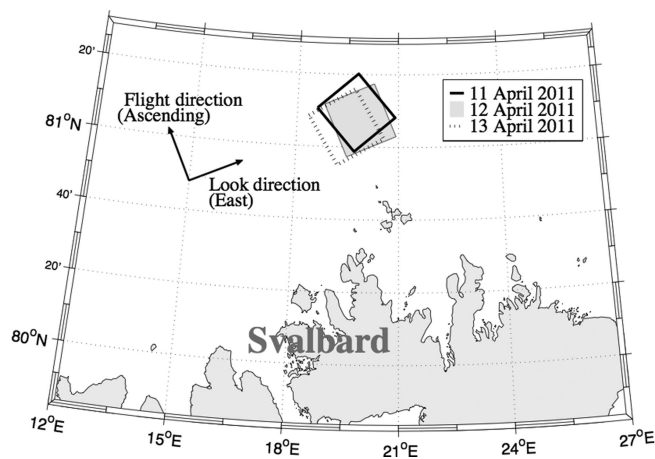 20'
11 April 2011
12 April 2011
13 April 2011
Flight direction
(Ascending)
81°N
Look direction
(East)
40'
20'
80°N
Svalbard
12°E
15°E
18°E
21°E
24°E
27°E